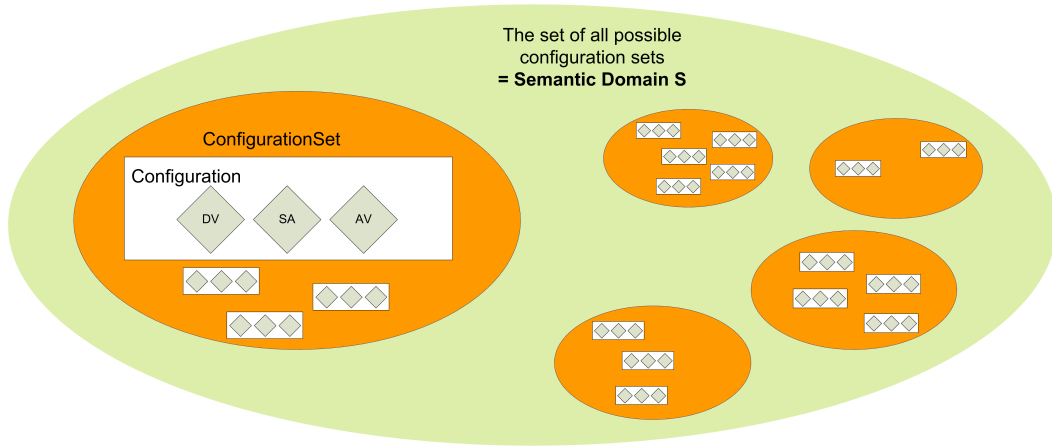 The set of all possible
configuration sets
= Semantic Domain S
ConfigurationSet
Configuration
DV SA AV